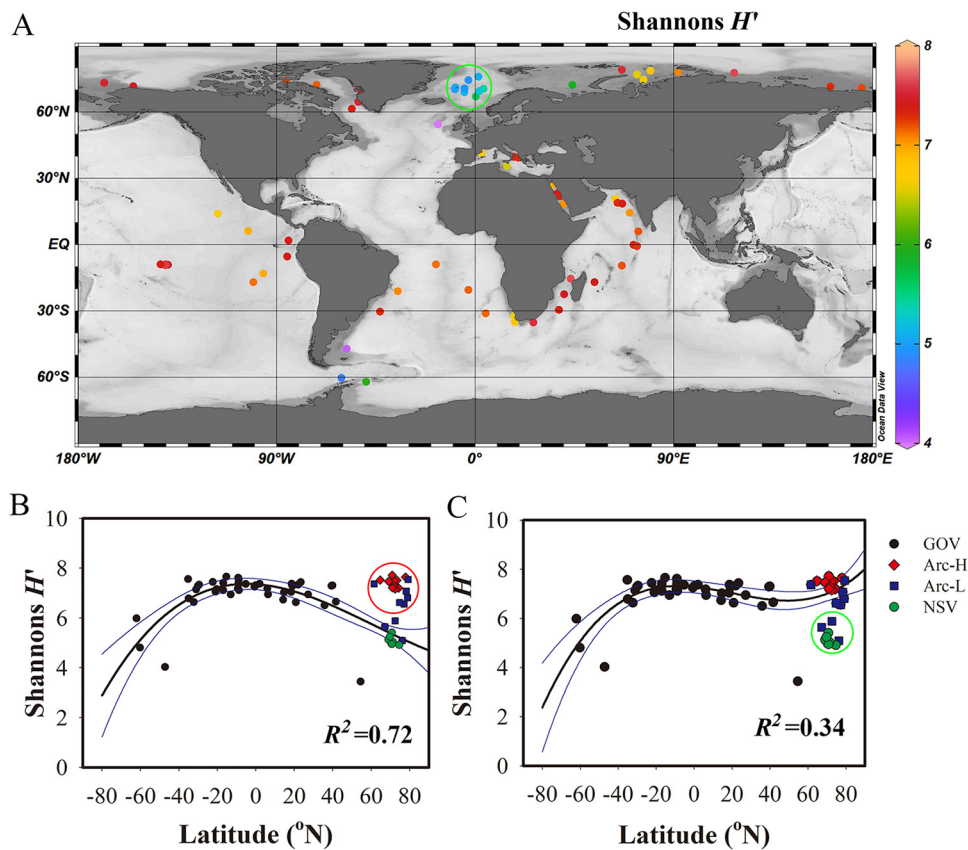 A
Shannons H'
60°N
30°N
EQ
30°S
60°S
180°W
90°W
0°
90°E
180°E
Ocean Data View
8
7
6
5
4
B
Shannons H'
10
8
6
4
2
0
R² =0.72
-80 -60 -40 -20 0 20 40 60 80
Latitude (°N)
C
10
8
6
4
2
0
R² =0.34
-80 -60 -40 -20 0 20 40 60 80
Latitude (°N)
GOV
Arc-H
Arc-L
NSV